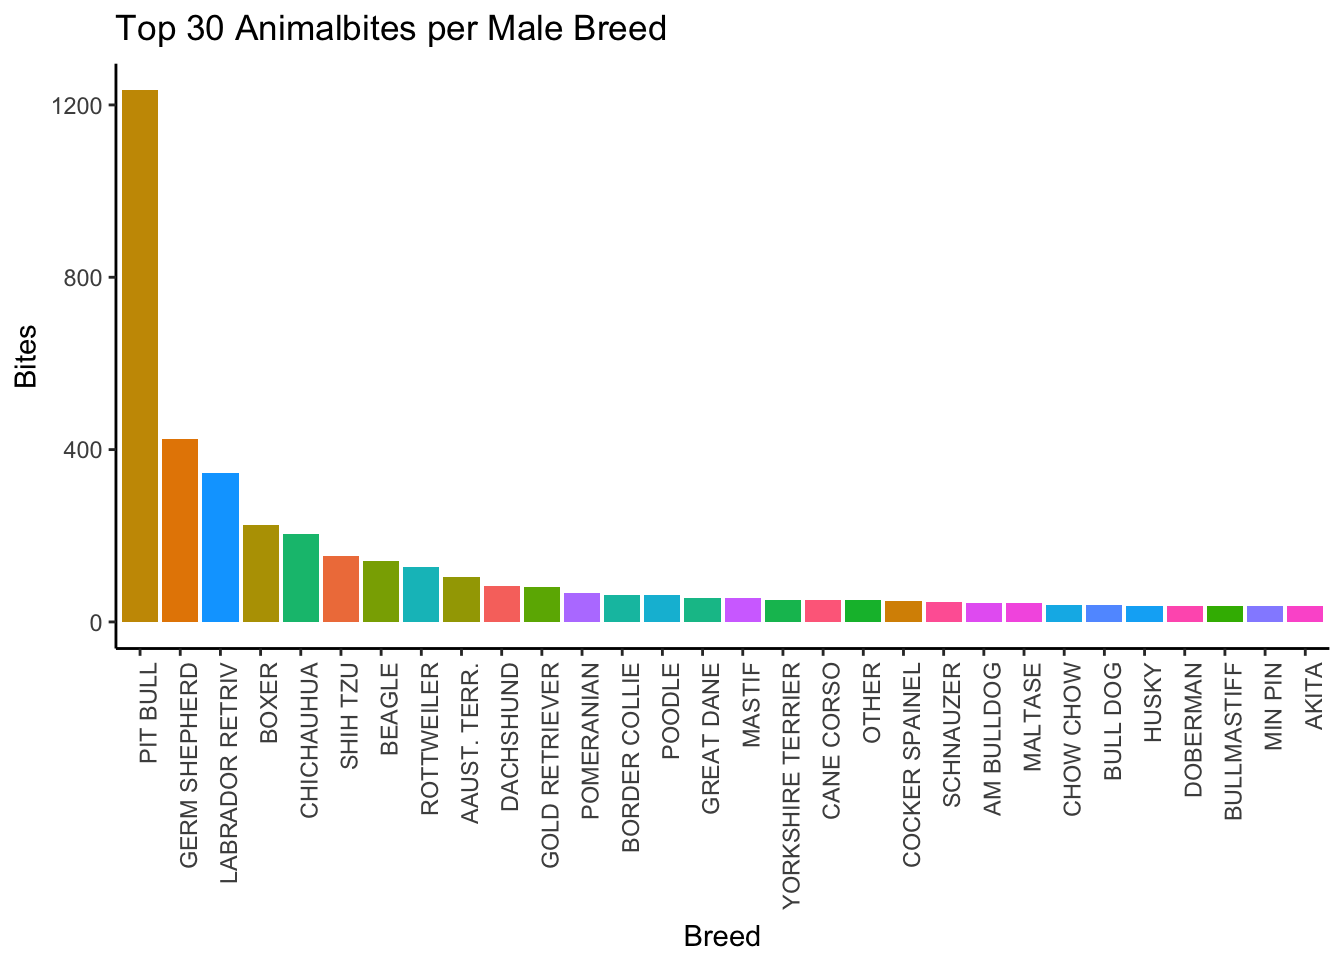 Top 30 Animalbites per Male Breed
Bites
1200
800
400
0
PIT BULL
GERM SHEPHERD
LABRADOR RETRIV
BOXER
CHICHAUHUA
SHIH TZU
BEAGLE
ROTTWEILER
AAUST. TERR.
DACHSHUND
GOLD RETRIEVER
POMERANIAN
BORDER COLLIE
POODLE
GREAT DANE
MASTIF
YORKSHIRE TERRIER
CANE CORSO
OTHER
COCKER SPAINEL
SCHNAUZER
AM BULLDOG
MALTASE
CHOW CHOW
BULL DOG
HUSKY
DOBERMAN
BULLMASTIFF
MIN PIN
AKITA
Breed